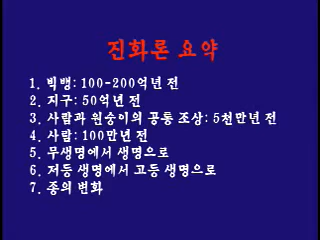 진화론 요약
1. 빅뱅: 100-200억년 전
2. 지구: 50억년 전
3. 사람과 원숭이의 공통 조상: 5천만년 전
4. 사람: 100만년 전
5. 무생명에서 생명으로
6. 저등 생명에서 고등 생명으로
7. 종의 변화